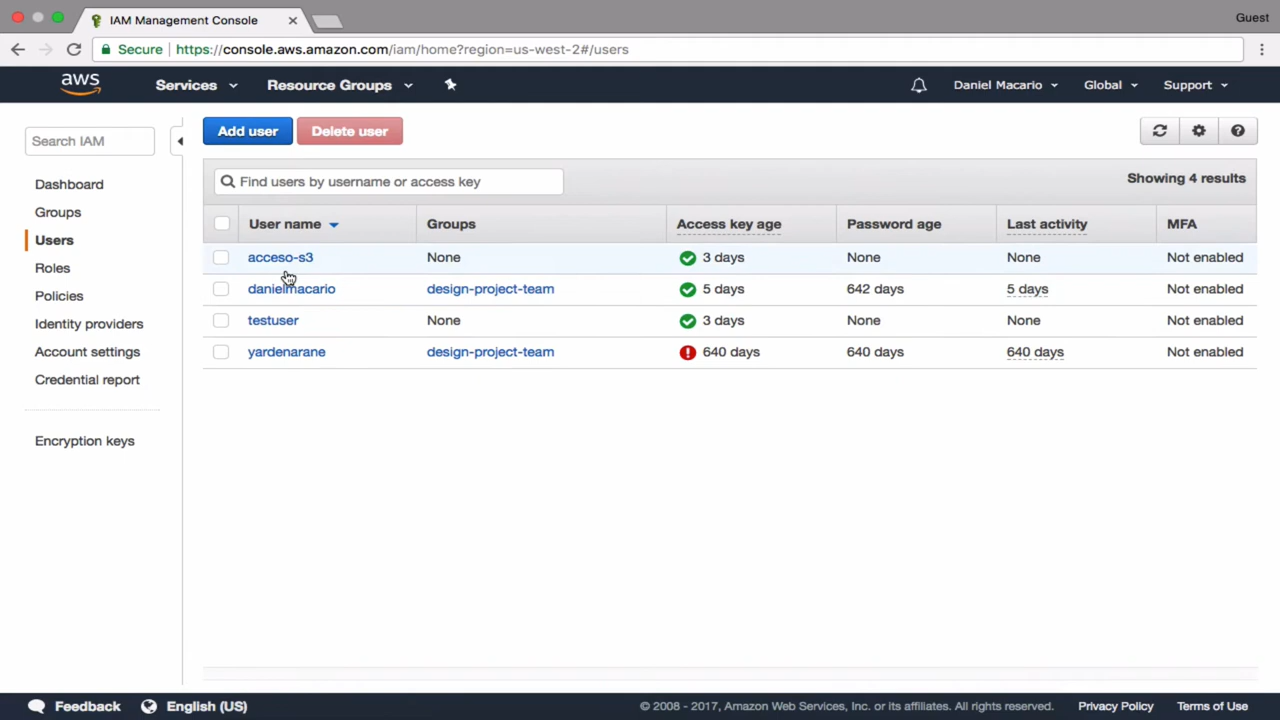 IAM Management Console
Guest
Secure https://console.aws.amazon.com/iam/home?region=us-west-2#/users
aws Services Resource Groups Daniel Macario Global Support
Search IAM
Dashboard
Groups
Users
Roles
Policies
Identity providers
Account settings
Credential report
Encryption keys
Add user Delete user
Find users by username or access key
Showing 4 results
User name Groups Access key age Password age Last activity MFA
acceso-s3 None 3 days None None Not enabled
danielmacario design-project-team 5 days 642 days 5 days Not enabled
testuser None 3 days None None Not enabled
yardenarane design-project-team 640 days 640 days 640 days Not enabled
Feedback English (US) © 2008 - 2017, Amazon Web Services, Inc. or its affiliates. All rights reserved. Privacy Policy Terms of Use